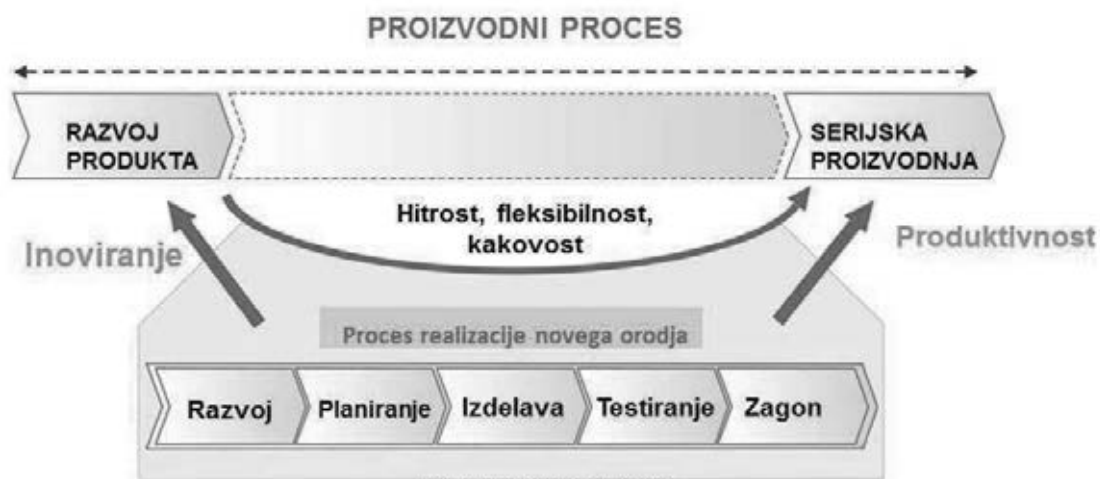 PROIZVODNI PROCES
RAZVOJ
PRODUKTA
SERIJSKA
PROIZVODNJA
Hitrost, fleksibilnost,
kakovost
Inoviranje
Produktivnost
Proces realizacije novega orodja
Razvoj
Planiranje
Izdelava
Testiranje
Zagon